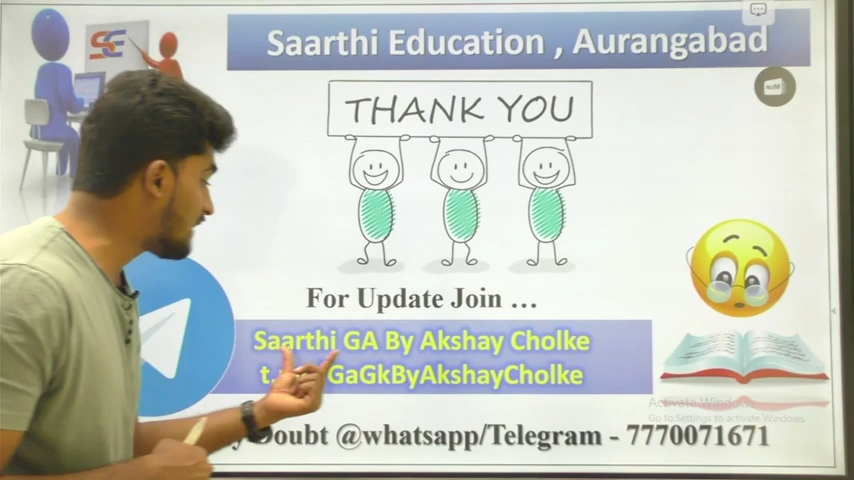 SE
Saarthi Education , Aurangabad
THANK YOU
For Update Join ...
Saarthi GA By Akshay Cholke
GaGkByAkshayCholke
Activate Wind
Go to Settings to activate Windows.
Doubt @whatsapp/Telegram - 7770071671